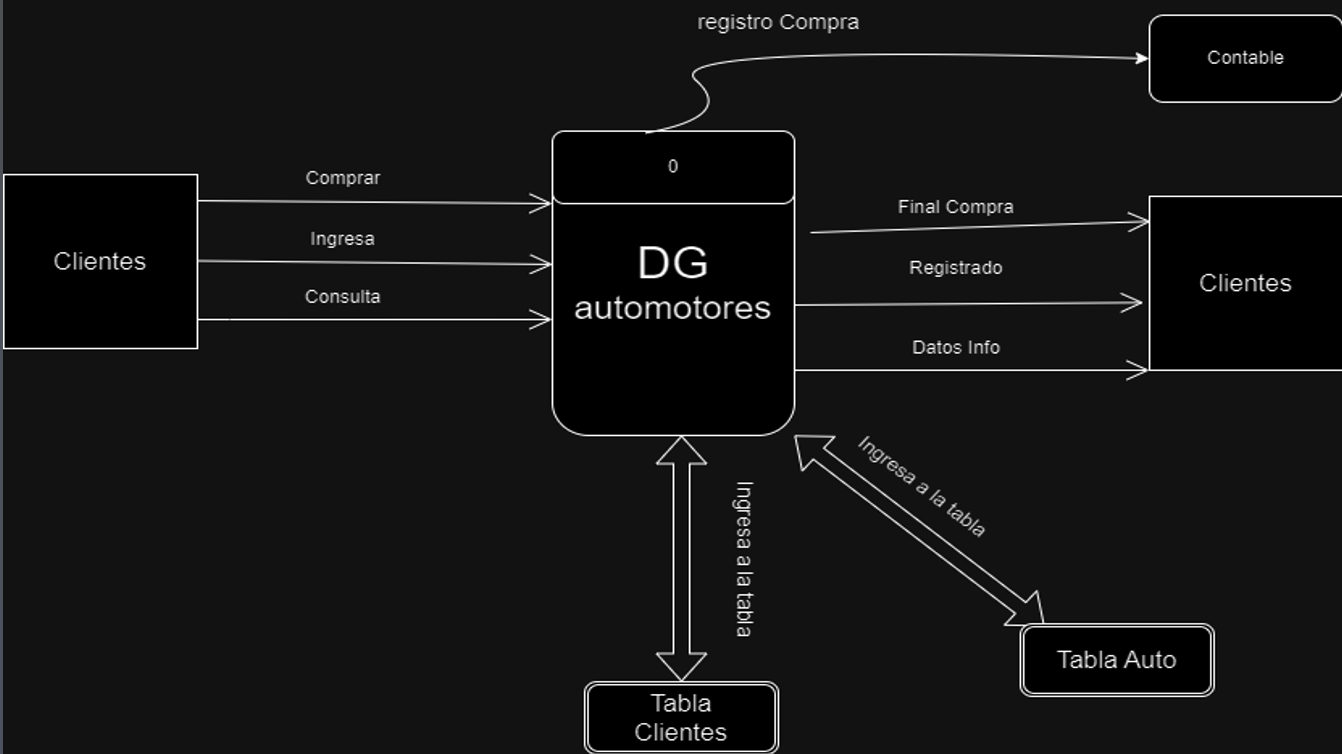 registro Compra
Contable
0
Comprar
Ingresa
Consulta
Clientes
DG
automotores
Final Compra
Registrado
Datos Info
Clientes
Ingresa a la tabla
Ingresa a la tabla
Tabla Auto
Tabla
Clientes